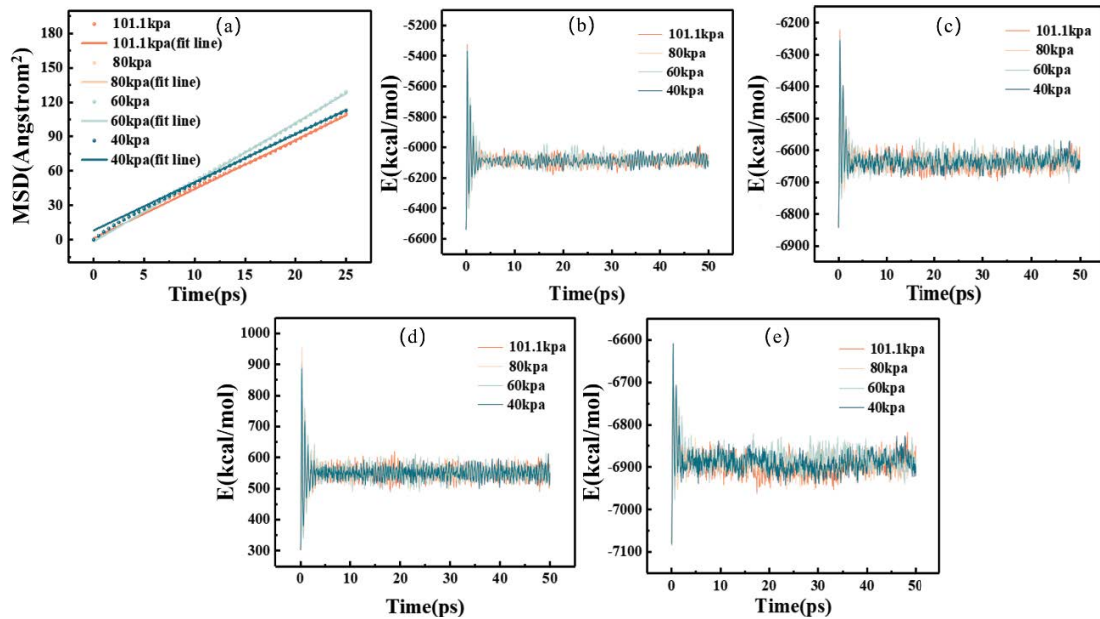 (a)
101.1kpa
101.1kpa(fit line)
80kpa
80kpa(fit line)
60kpa
60kpa(fit line)
40kpa
40kpa(fit line)
MSD(Angstrom²)
180
150
120
90
60
30
0
0 5 10 15 20 25
Time(ps)
(b)
101.1kpa
80kpa
60kpa
40kpa
E(kcal/mol)
-5200
-5400
-5600
-5800
-6000
-6200
-6400
-6600
0 10 20 30 40 50
Time(ps)
(c)
101.1kpa
80kpa
60kpa
40kpa
E(kcal/mol)
-6200
-6300
-6400
-6500
-6600
-6700
-6800
-6900
0 10 20 30 40 50
Time(ps)
(d)
101.1kpa
80kpa
60kpa
40kpa
E(kcal/mol)
1000
900
800
700
600
500
400
300
0 10 20 30 40 50
Time(ps)
(e)
101.1kpa
80kpa
60kpa
40kpa
E(kcal/mol)
-6600
-6700
-6800
-6900
-7000
-7100
0 10 20 30 40 50
Time(ps)